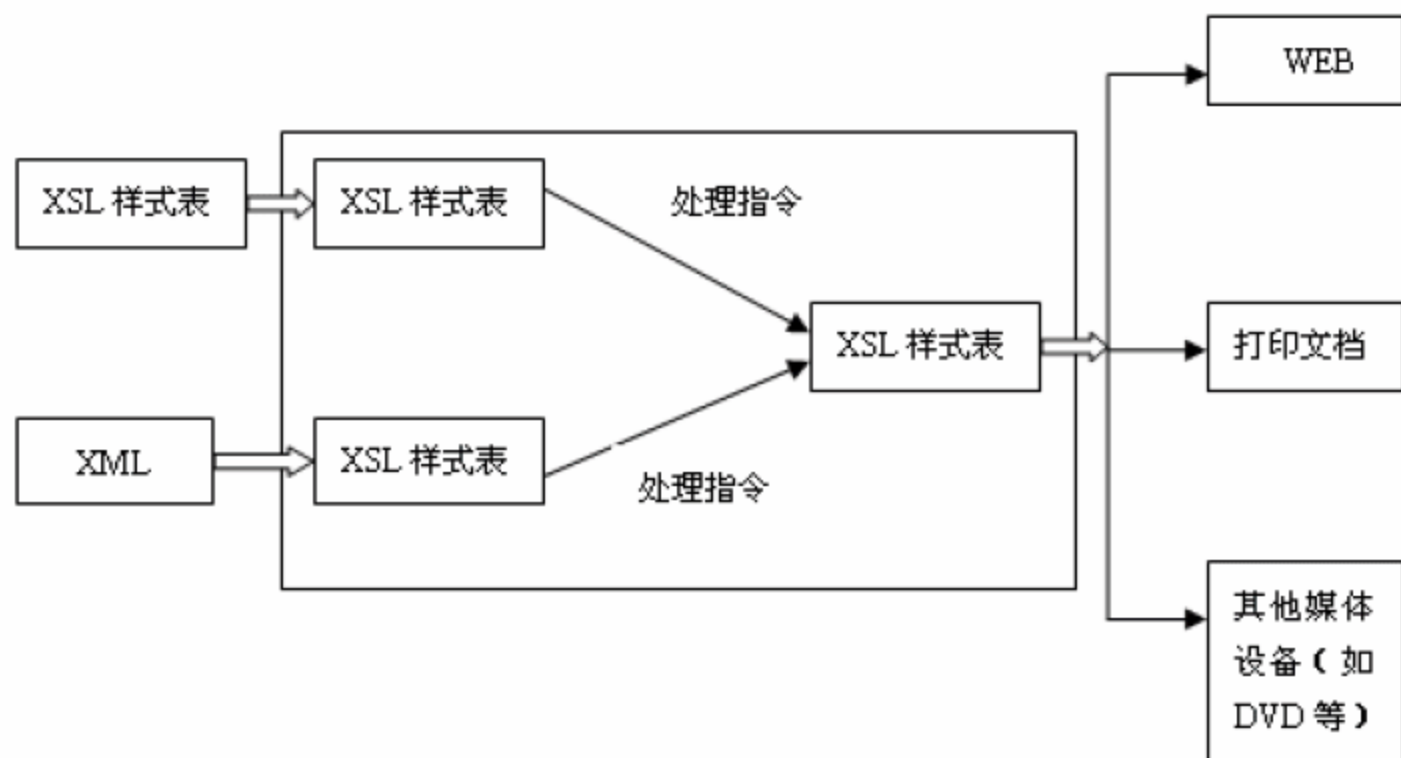 WEB
XSL 样式表
XSL 样式表
处理指令
XSL 样式表
打印文档
XML
XSL 样式表
处理指令
其他媒体
设备（如
DVD 等）